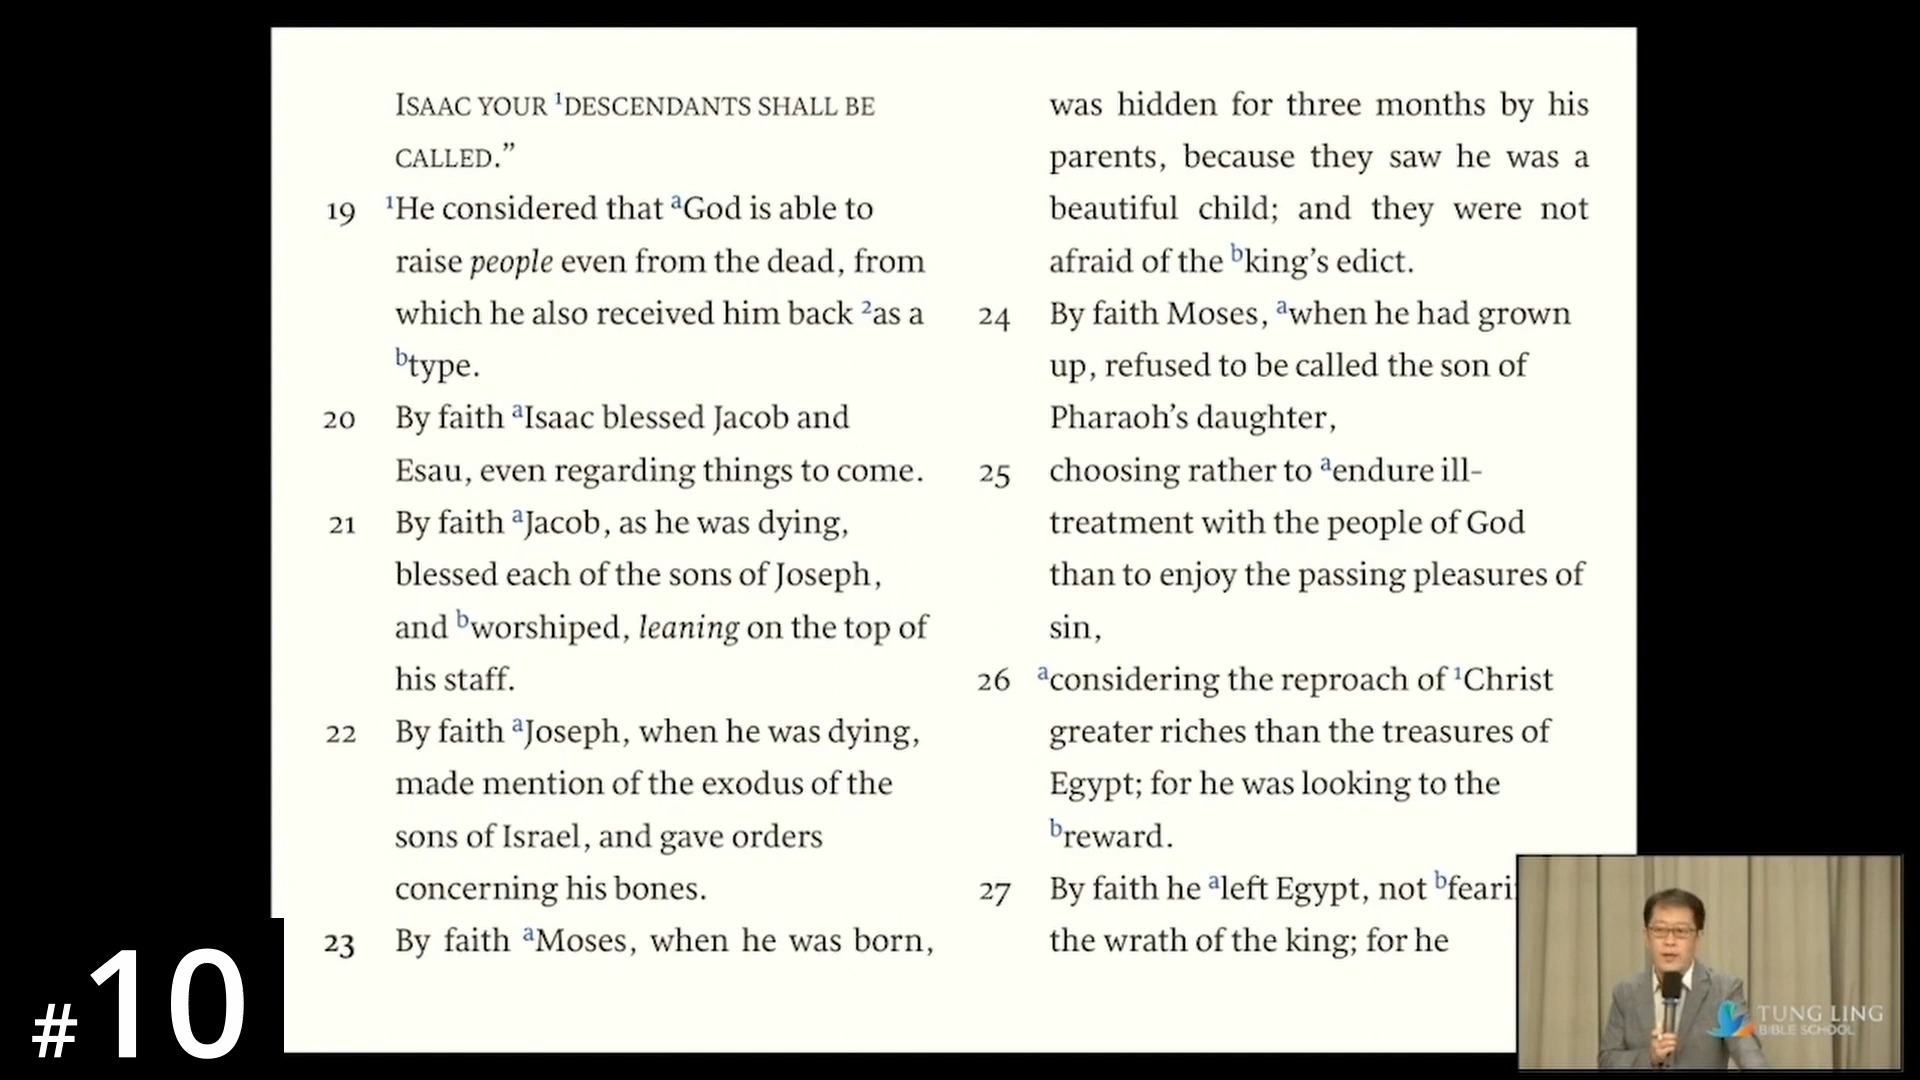 ISAAC YOUR ¹DESCENDANTS SHALL BE
CALLED.”
19 ¹He considered that ᵃGod is able to
raise people even from the dead, from
which he also received him back ²as a
ᵇtype.
20 By faith ᵃIsaac blessed Jacob and
Esau, even regarding things to come.
21 By faith ᵃJacob, as he was dying,
blessed each of the sons of Joseph,
and ᵇworshiped, leaning on the top of
his staff.
22 By faith ᵃJoseph, when he was dying,
made mention of the exodus of the
sons of Israel, and gave orders
concerning his bones.
23 By faith ᵃMoses, when he was born,
was hidden for three months by his
parents, because they saw he was a
beautiful child; and they were not
afraid of the ᵇking’s edict.
24 By faith Moses, ᵃwhen he had grown
up, refused to be called the son of
Pharaoh’s daughter,
25 choosing rather to ᵃendure ill-
treatment with the people of God
than to enjoy the passing pleasures of
sin,
26 ᵃconsidering the reproach of ¹Christ
greater riches than the treasures of
Egypt; for he was looking to the
ᵇreward.
27 By faith he ᵃleft Egypt, not ᵇfeari
the wrath of the king; for he
#10
TUNG LING
BIBLE SCHOOL